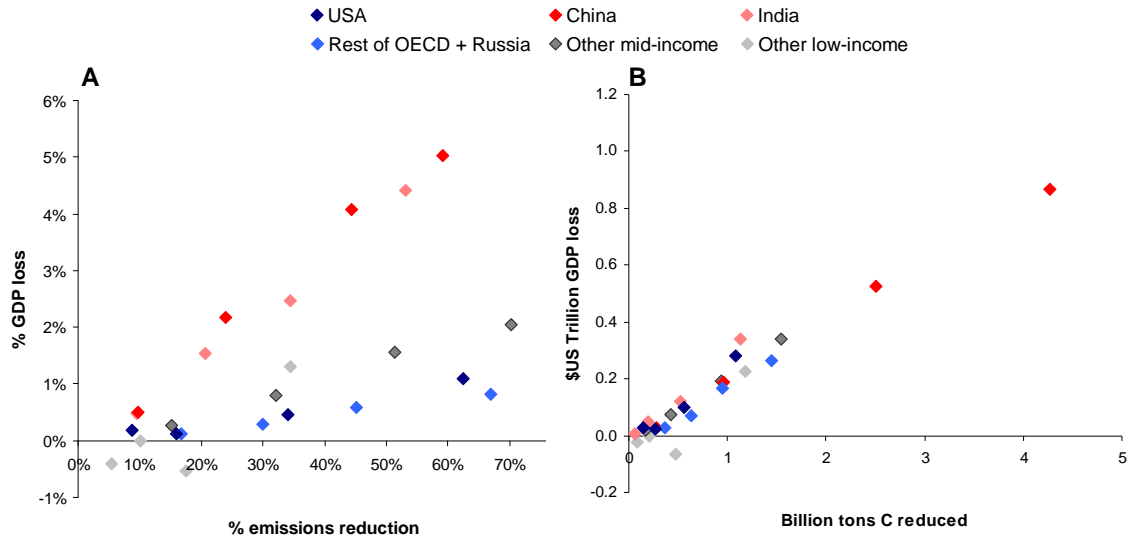 USA China India
Rest of OECD + Russia Other mid-income Other low-income
A
6%
5%
4%
3%
2%
1%
0%
-1%
0% 10% 20% 30% 40% 50% 60% 70%
% GDP loss
% emissions reduction
B
1.2
1.0
0.8
0.6
0.4
0.2
0.0
-0.2
0 1 2 3 4 5
$US Trillion GDP loss
Billion tons C reduced